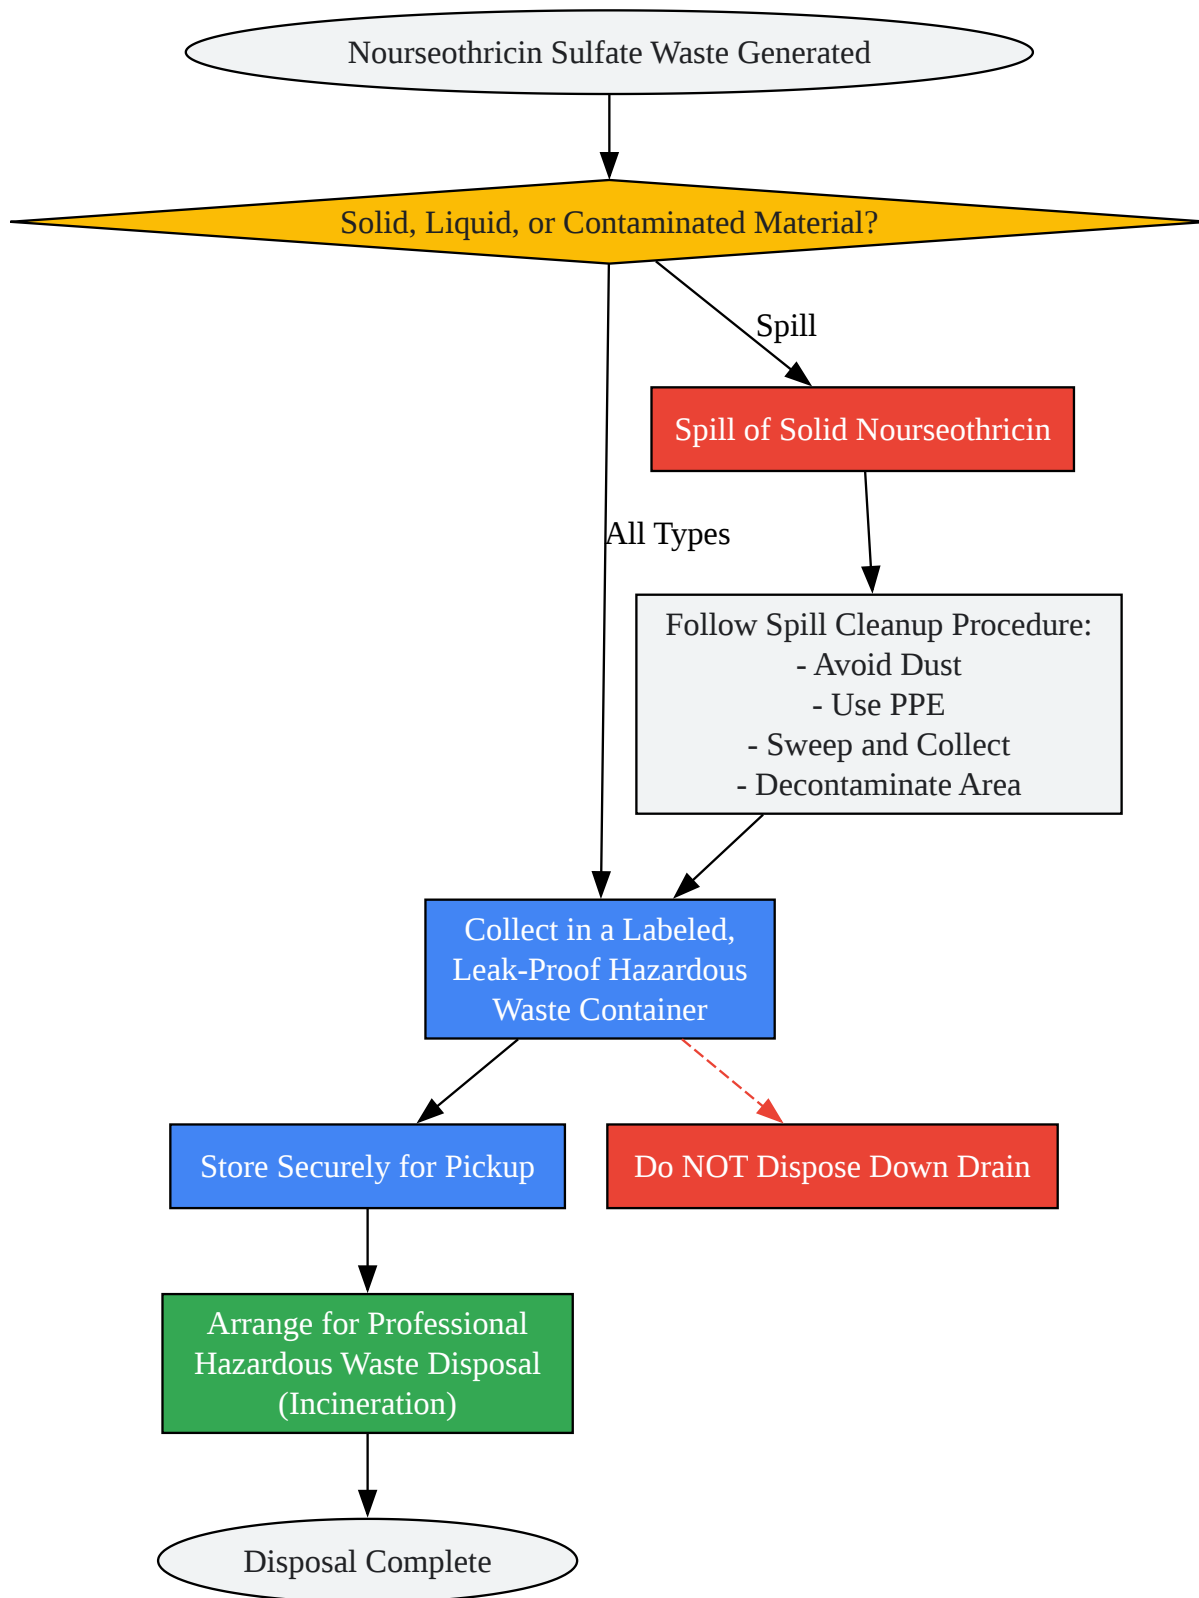 Nourseothricin Sulfate Waste Generated
Solid, Liquid, or Contaminated Material?
Spill
Spill of Solid Nourseothricin
All Types
Follow Spill Cleanup Procedure:
- Avoid Dust
- Use PPE
- Sweep and Collect
- Decontaminate Area
Collect in a Labeled,
Leak-Proof Hazardous
Waste Container
Store Securely for Pickup
Do NOT Dispose Down Drain
Arrange for Professional
Hazardous Waste Disposal
(Incineration)
Disposal Complete